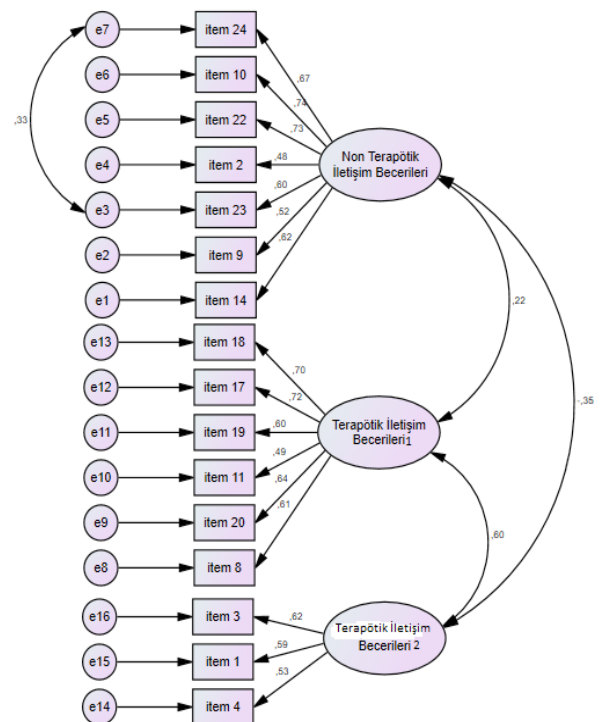 e7 item 24
,67
e6 item 10
,74
e5 item 22
,73
,33
e4 item 2
,48
Non Terapötik
İletişim Becerileri
e3 item 23
,60
,52
e2 item 9
,62
e1 item 14
,22
e13 item 18
,70
e12 item 17
,72
-,35
e11 item 19
,60
Terapötik İletişim
Becerileri1
e10 item 11
,49
,64
e9 item 20
,61
,60
e8 item 8
e16 item 3
,62
Terapötik İletişim
Becerileri 2
e15 item 1
,59
,53
e14 item 4